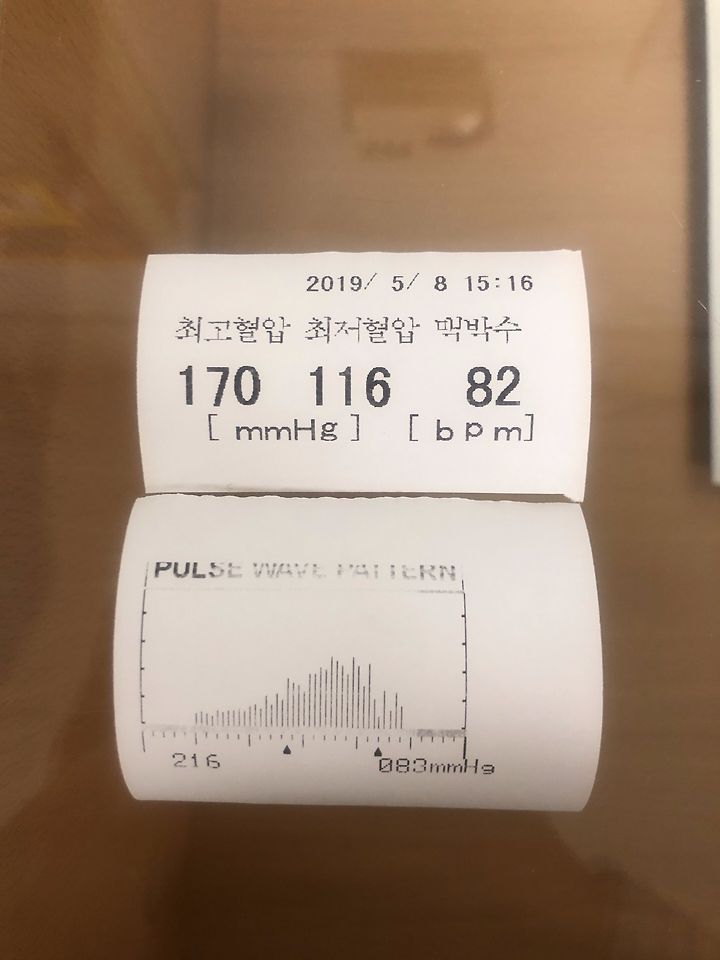 2019/ 5/ 8 15:16
최고혈압 최저혈압 맥박수
170 116 82
[ mmHg ] [ bpm]
PULSE WAVE PATTERN
216 083mmHg